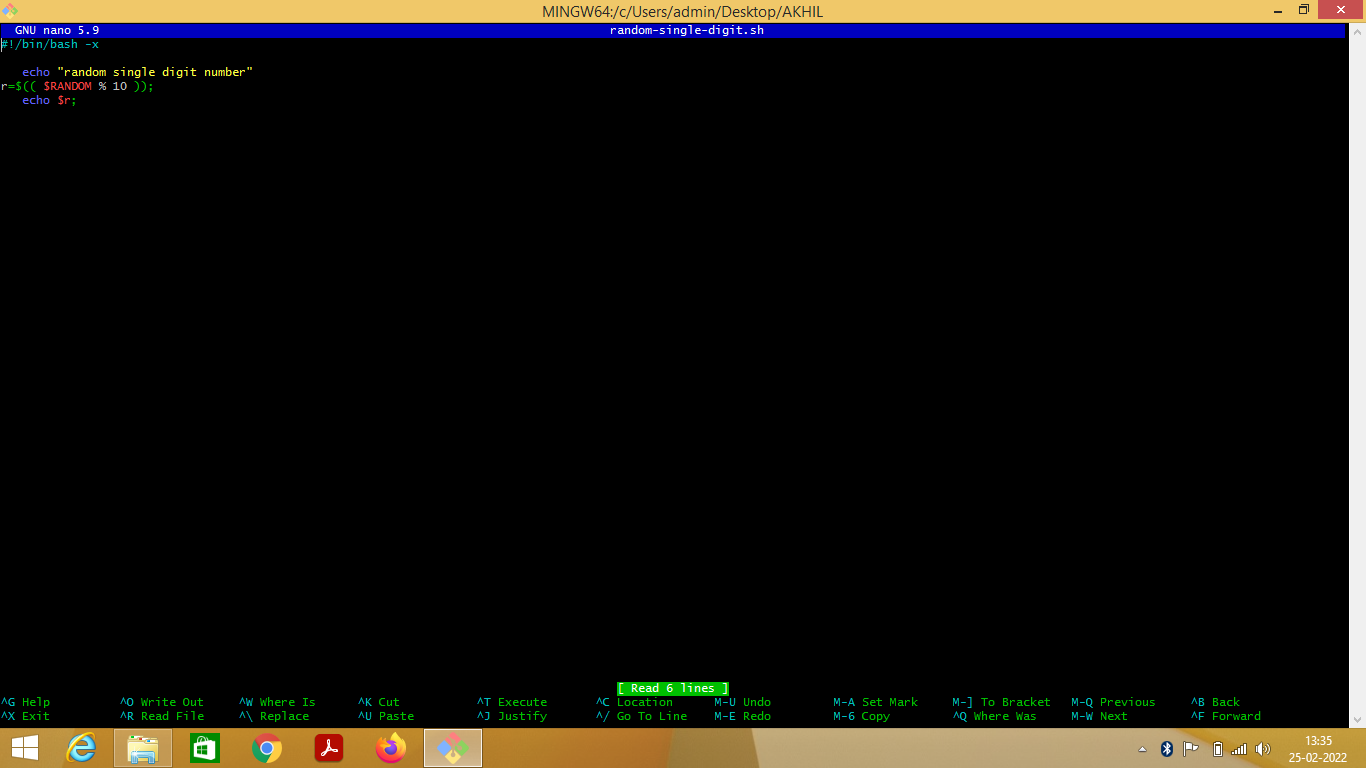 MINGW64:/c/Users/admin/Desktop/AKHIL
GNU nano 5.9 random-single-digit.sh
#!/bin/bash -x
echo "random single digit number"
r=$(( $RANDOM % 10 ));
echo $r;
[ Read 6 lines ]
^G Help ^O Write Out ^W Where Is ^K Cut ^T Execute ^C Location M-U Undo M-A Set Mark M-] To Bracket M-Q Previous ^B Back
^X Exit ^R Read File ^\ Replace ^U Paste ^J Justify ^/ Go To Line M-E Redo M-6 Copy ^Q Where Was M-W Next ^F Forward
13:35
25-02-2022